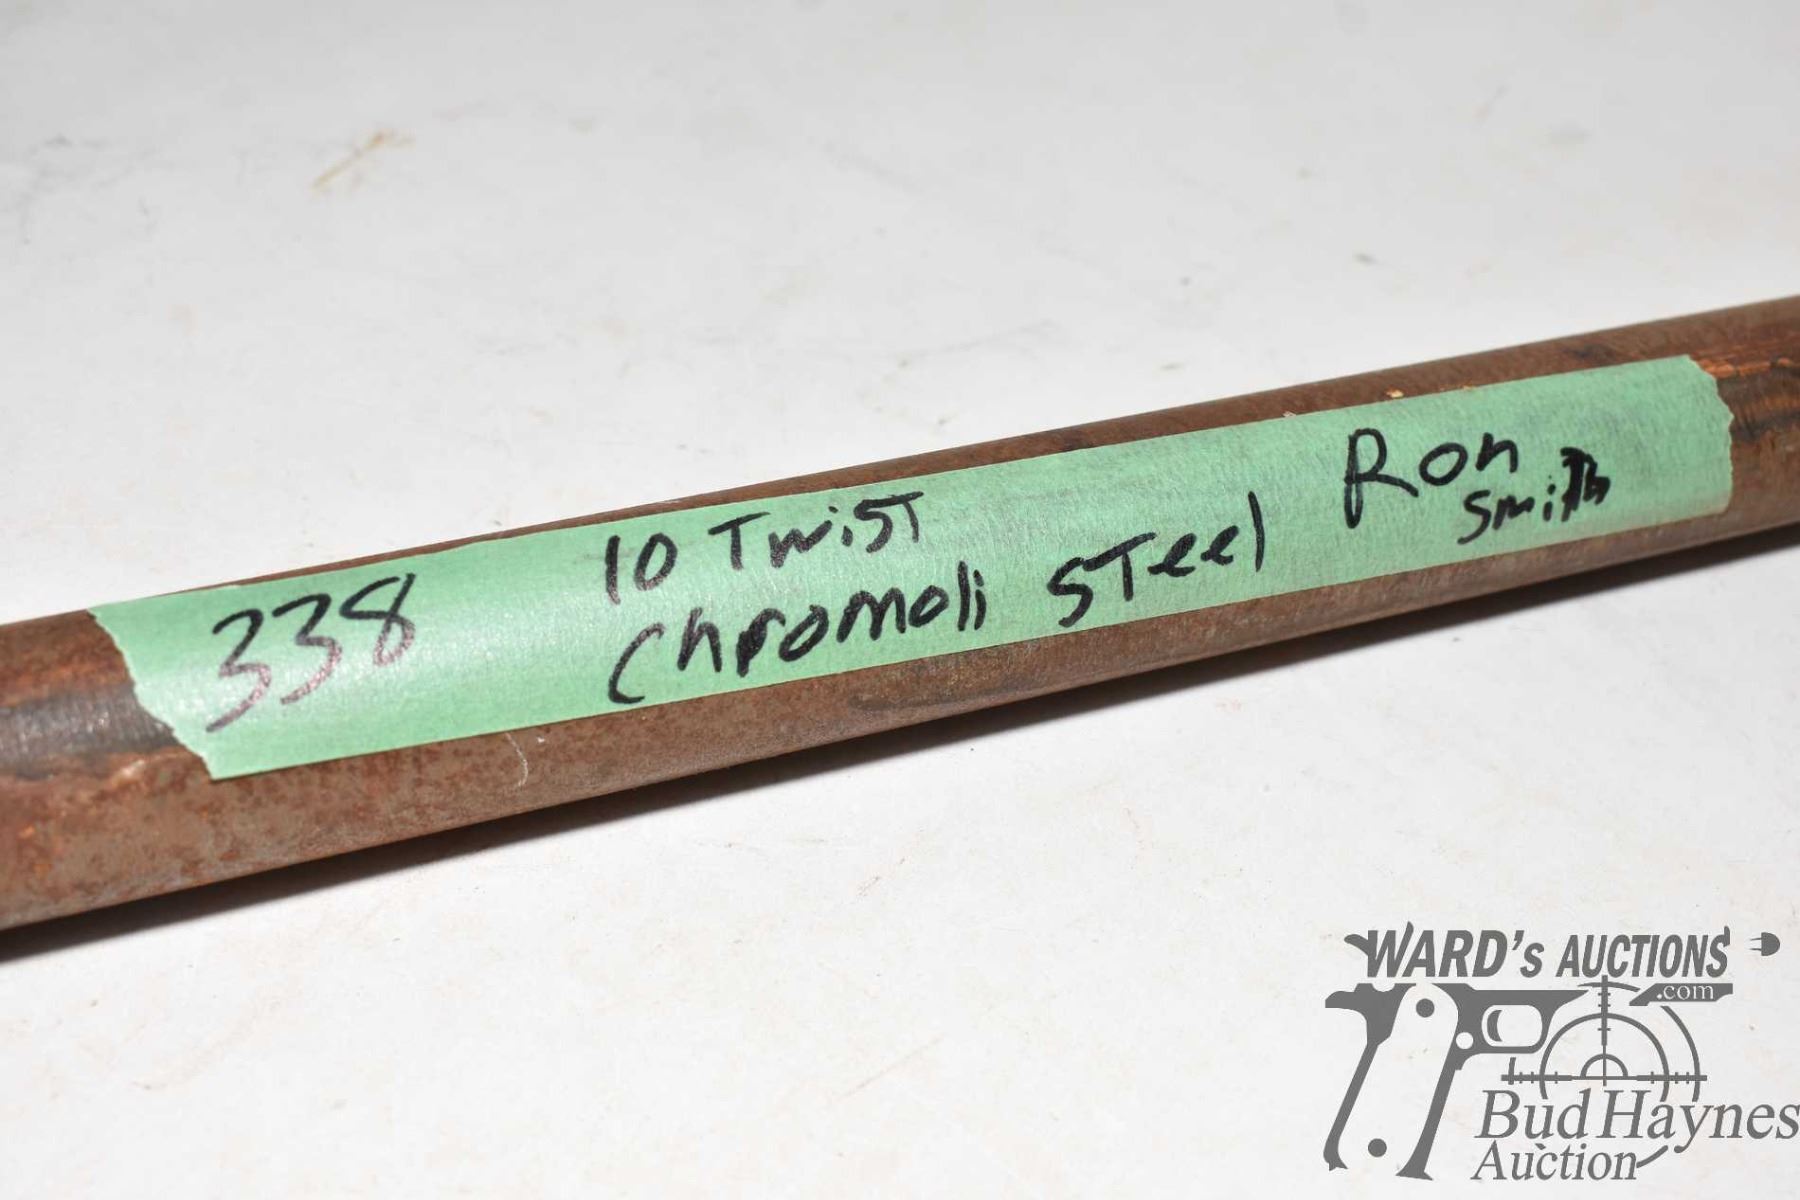 338
10 Twist
Chromoli Steel
Ron
Smith
WARD's AUCTIONS
.com
Bud Haynes
Auction